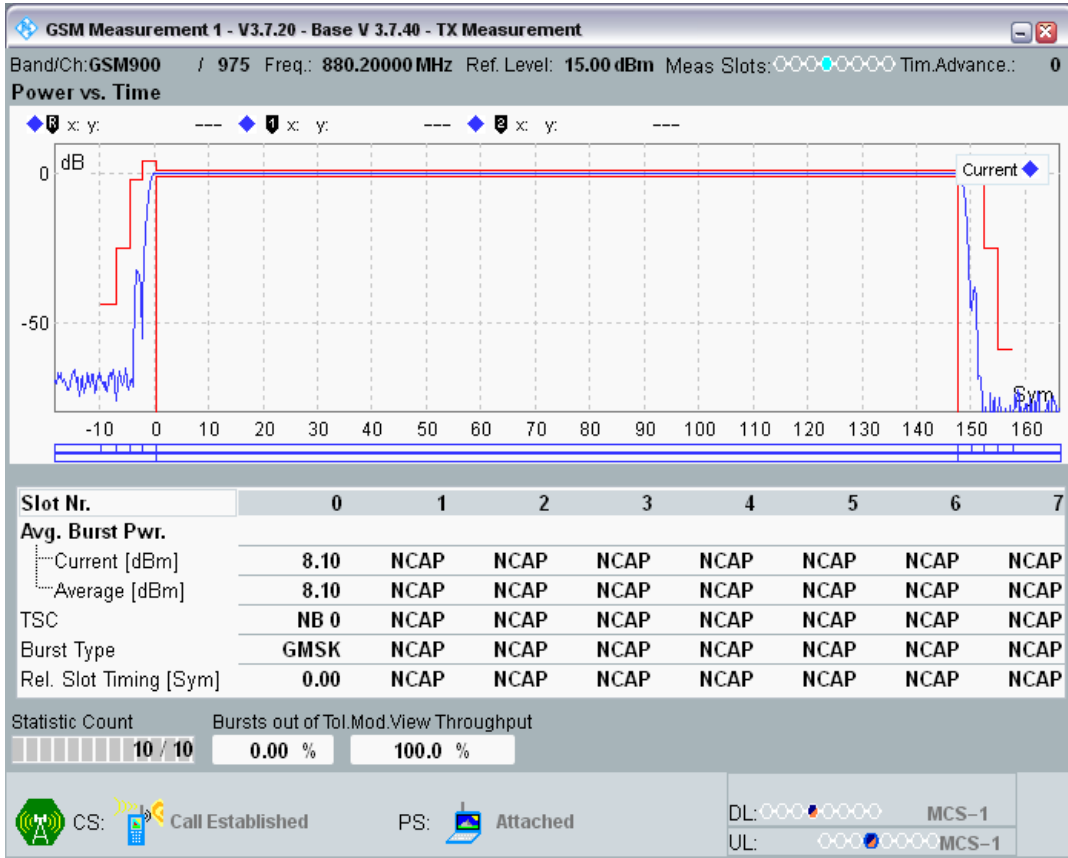 GSM Measurement 1 - V3.7.20 - Base V 3.7.40 - TX Measurement
Band/Ch:GSM900 / 975 Freq.: 880.20000 MHz Ref. Level: 15.00 dBm Meas Slots: Tim.Advance.: 0
Power vs. Time
R x: y: --- 1 x: y: --- 2 x: y: ---
dB
Current
0
-50
Sym
-10 0 10 20 30 40 50 60 70 80 90 100 110 120 130 140 150 160
Slot Nr. 0 1 2 3 4 5 6 7
Avg. Burst Pwr.
Current [dBm] 8.10 NCAP NCAP NCAP NCAP NCAP NCAP NCAP
Average [dBm] 8.10 NCAP NCAP NCAP NCAP NCAP NCAP NCAP
TSC NB 0 NCAP NCAP NCAP NCAP NCAP NCAP NCAP
Burst Type GMSK NCAP NCAP NCAP NCAP NCAP NCAP NCAP
Rel. Slot Timing [Sym] 0.00 NCAP NCAP NCAP NCAP NCAP NCAP NCAP
Statistic Count Bursts out of Tol.Mod.View Throughput
10 / 10 0.00 % 100.0 %
CS: Call Established PS: Attached
DL: MCS-1
UL: MCS-1